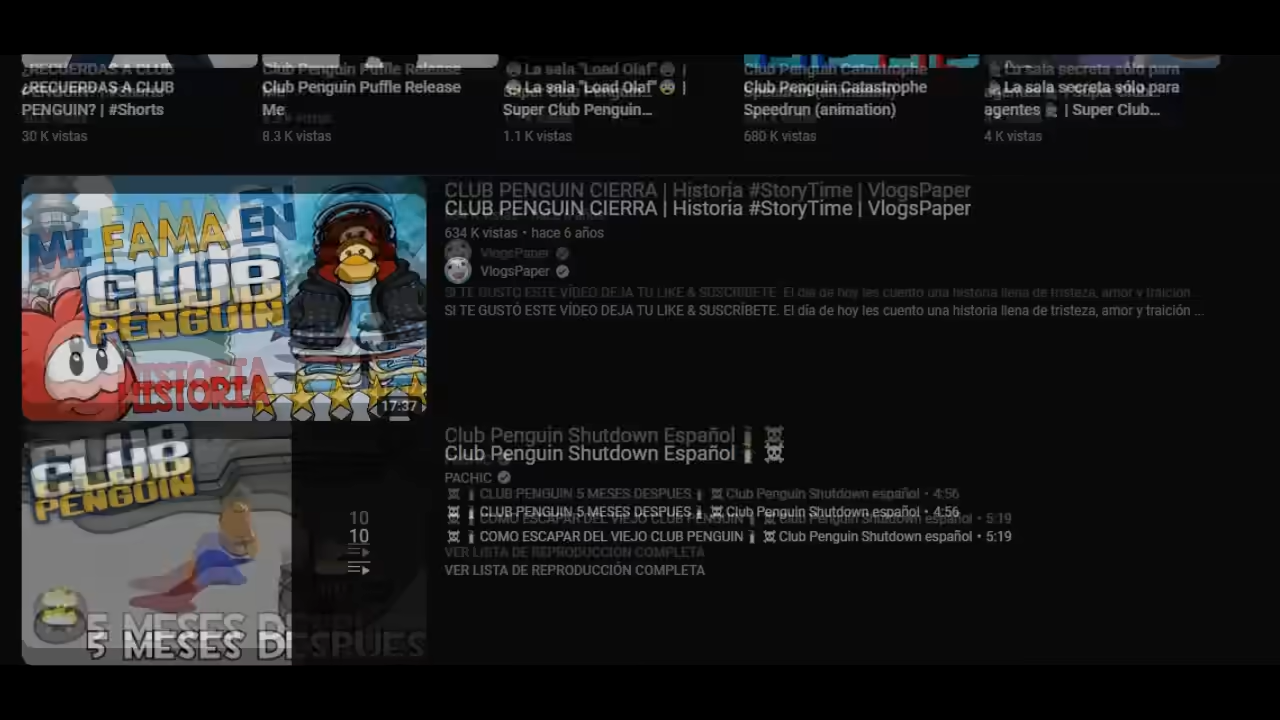 ¿RECUERDAS A CLUB
PENGUIN? | #Shorts
30 K vistas
Club Penguin Puffle Release
Me
8.3 K vistas
La sala "Load Olaf" |
Super Club Penguin...
1.1 K vistas
Club Penguin Catastrophe
Speedrun (animation)
680 K vistas
La sala secreta sólo para
agentes | Super Club...
4 K vistas
MI FAMA EN
CLUB
PENGUIN
HISTORIA
17:37
CLUB PENGUIN CIERRA | Historia #StoryTime | VlogsPaper
634 K vistas • hace 6 años
VlogsPaper
SI TE GUSTÓ ESTE VÍDEO DEJA TU LIKE & SUSCRÍBETE. El día de hoy les cuento una historia llena de tristeza, amor y traición ...
CLUB
PENGUIN
5 MESES DESPUES
10
Club Penguin Shutdown Español
PACHIC
CLUB PENGUIN 5 MESES DESPUES Club Penguin Shutdown español • 4:56
COMO ESCAPAR DEL VIEJO CLUB PENGUIN Club Penguin Shutdown español • 5:19
VER LISTA DE REPRODUCCIÓN COMPLETA